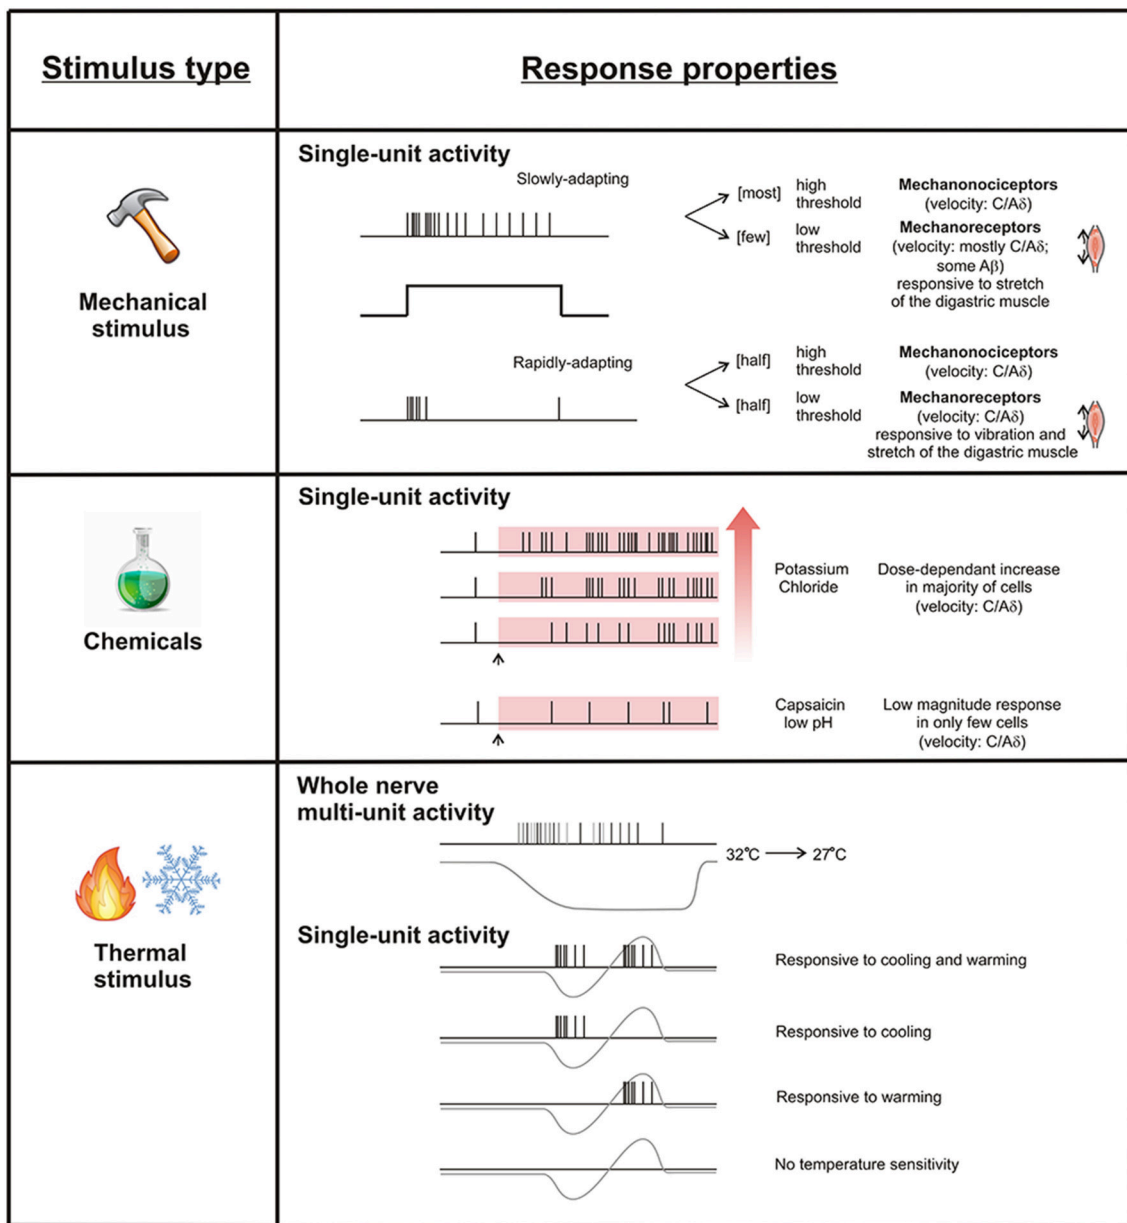 Stimulus type
Response properties
Mechanical
stimulus
Single-unit activity
Slowly-adapting
[most]
high
threshold
Mechanonociceptors
(velocity: C/Aδ)
[few]
low
threshold
Mechanoreceptors
(velocity: mostly C/Aδ;
some Aβ)
responsive to stretch
of the digastric muscle
Rapidly-adapting
[half]
high
threshold
Mechanonociceptors
(velocity: C/Aδ)
[half]
low
threshold
Mechanoreceptors
(velocity: C/Aδ)
responsive to vibration and
stretch of the digastric muscle
Chemicals
Single-unit activity
Potassium
Chloride
Dose-dependant increase
in majority of cells
(velocity: C/Aδ)
Capsaicin
low pH
Low magnitude response
in only few cells
(velocity: C/Aδ)
Thermal
stimulus
Whole nerve
multi-unit activity
32°C
27°C
Single-unit activity
Responsive to cooling and warming
Responsive to cooling
Responsive to warming
No temperature sensitivity